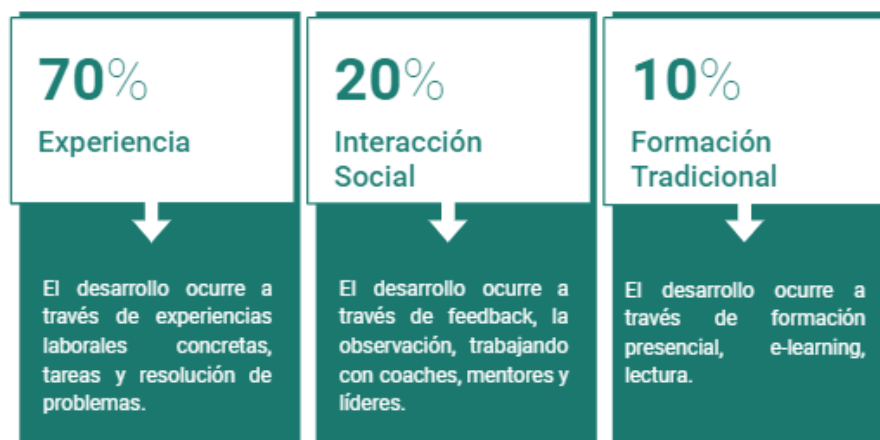 70%
Experiencia
El desarrollo ocurre a
través de experiencias
laborales concretas,
tareas y resolución de
problemas.
20%
Interacción
Social
El desarrollo ocurre a
través de feedback, la
observación, trabajando
con coaches, mentores y
líderes.
10%
Formación
Tradicional
El desarrollo ocurre a
través de formación
presencial, e-learning,
lectura.